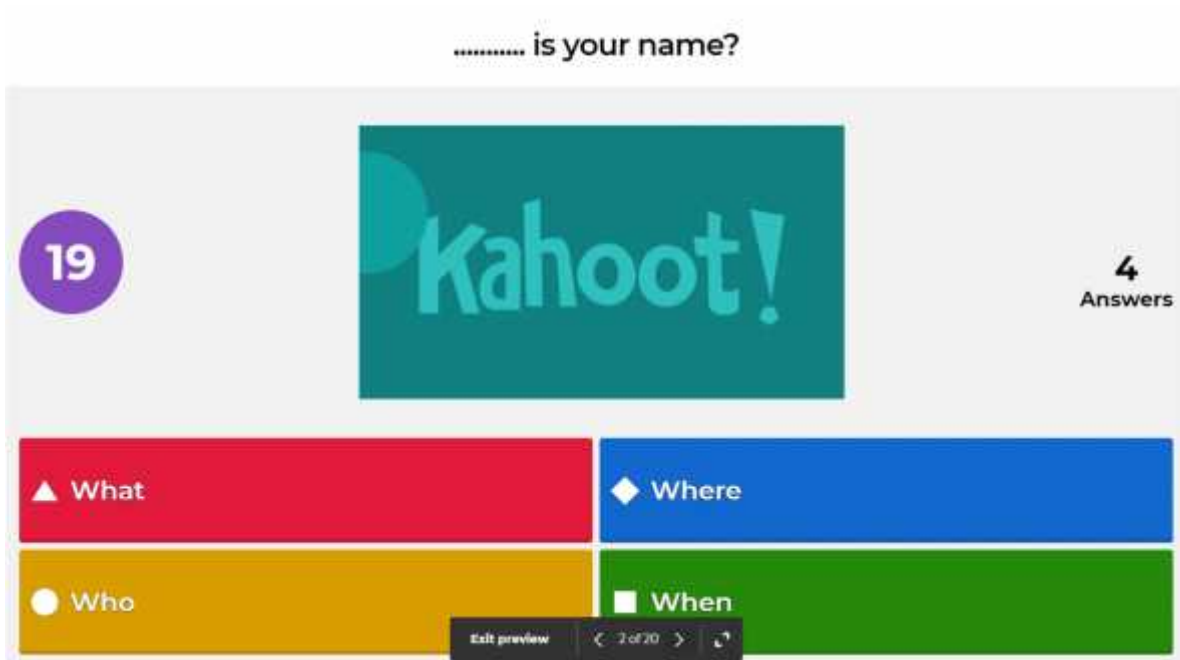 ........... is your name?
Kahoot!
19
4
Answers
What
Where
Who
When
Exit preview
2 of 20